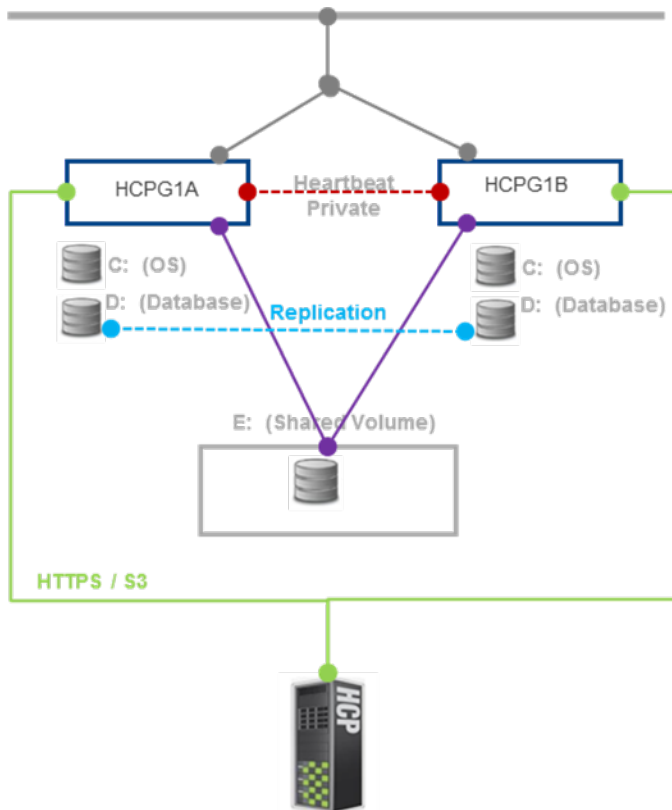 HCPG1A
Heartbeat
Private
HCPG1B
C: (OS)
D: (Database)
C: (OS)
D: (Database)
Replication
E: (Shared Volume)
HTTPS / S3
HCP